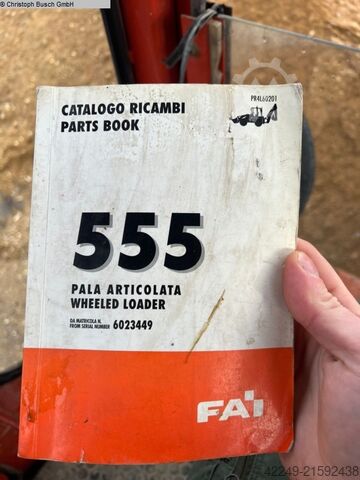 © Christoph Busch GmbH
CATALOGO RICAMBI
PARTS BOOK
PR4L60201
555
PALA ARTICOLATA
WHEELED LOADER
DA MATRICOLA N.
FROM SERIAL NUMBER 6023449
FAI
42249-21592438